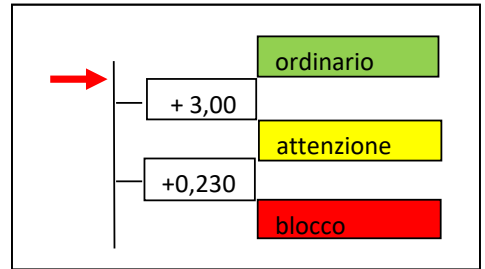 ordinario
+ 3,00
attenzione
+0,230
blocco